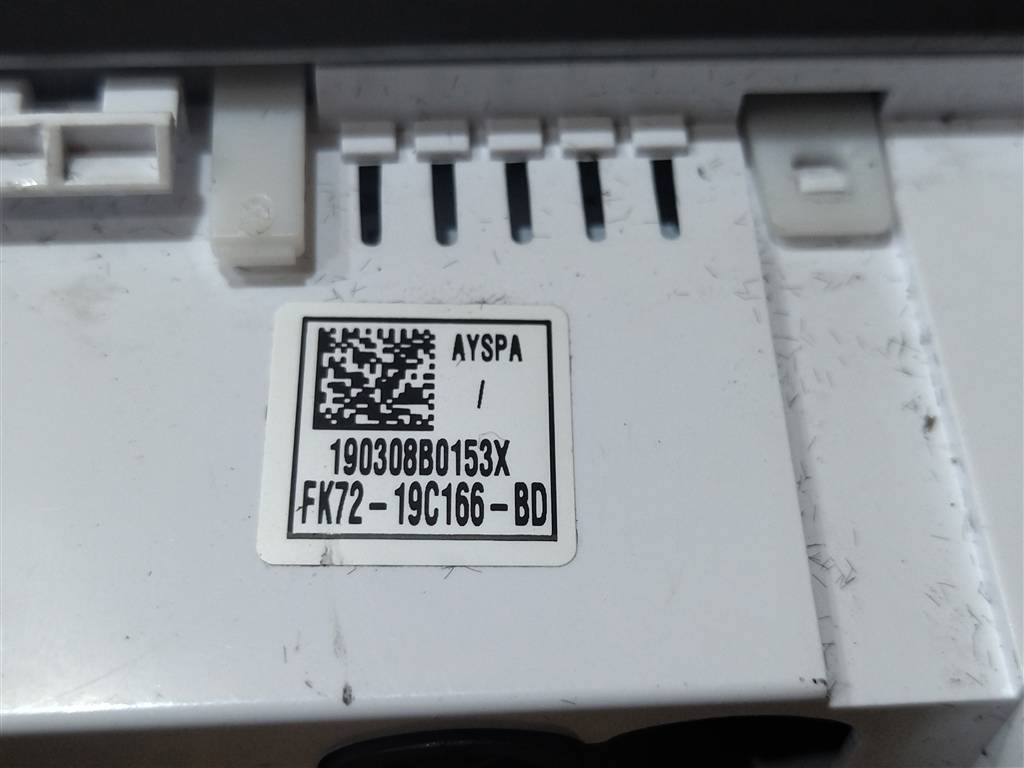 AYSPA
/
190308B0153X
FK72-19C166-BD